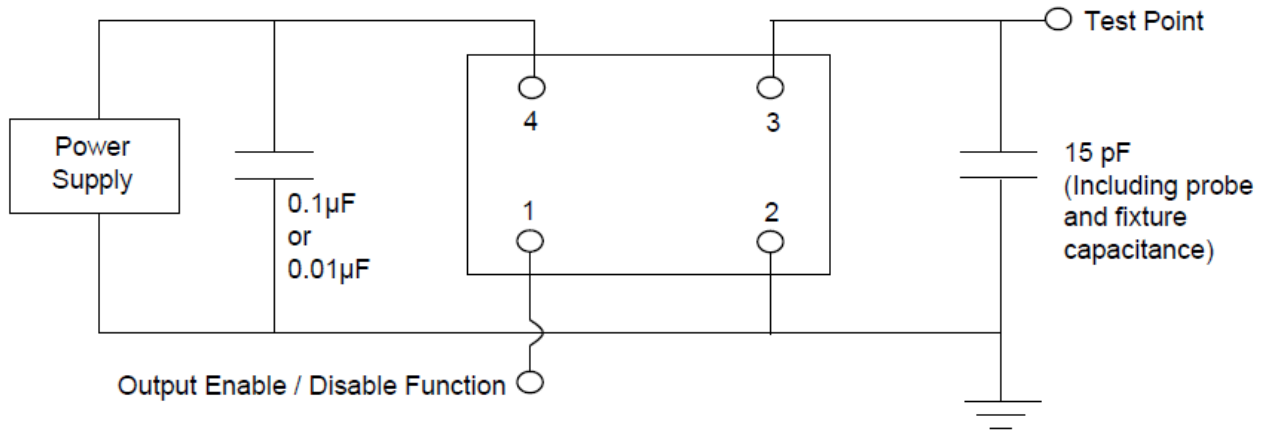 Test Point
4
3
Power
Supply
15 pF
(Including probe
and fixture
capacitance)
0.1µF
or
0.01µF
1
2
Output Enable / Disable Function